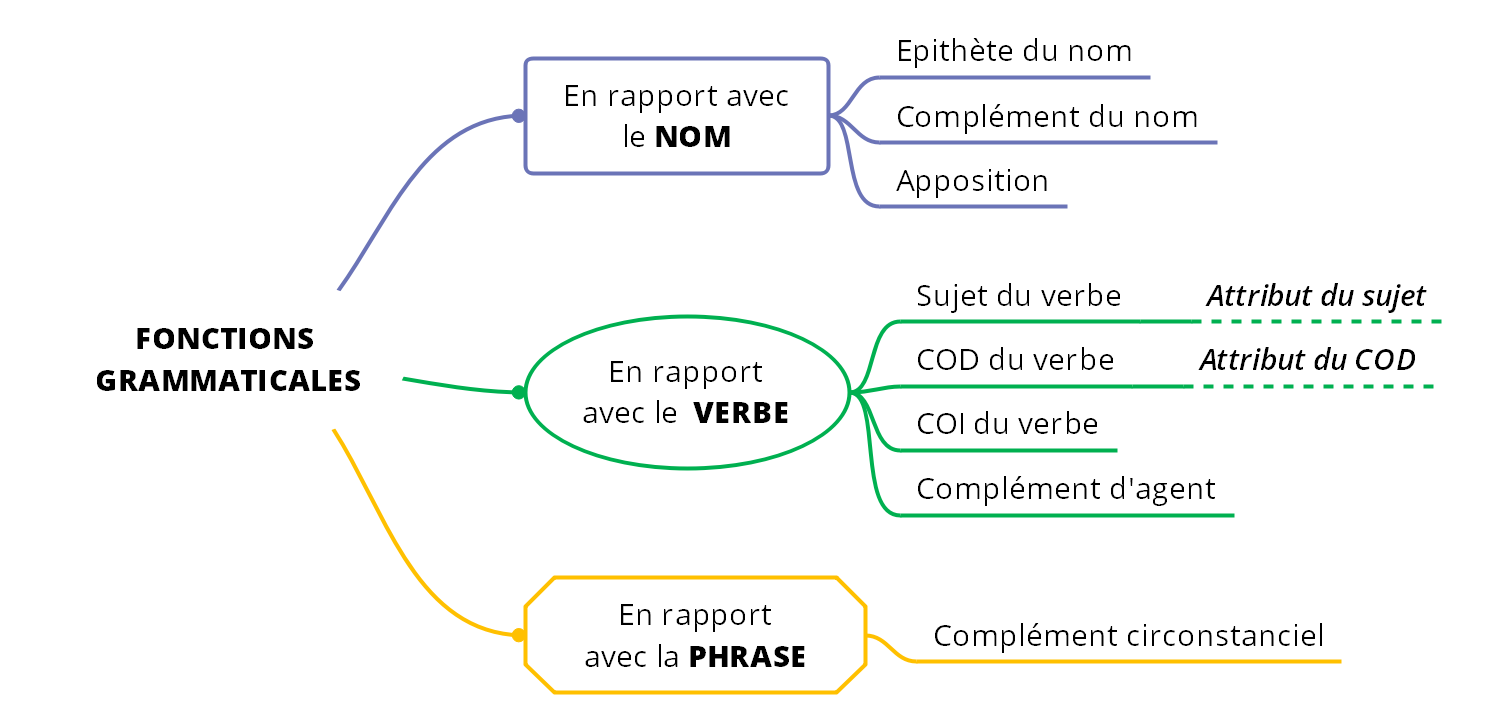 FONCTIONS
GRAMMATICALES
En rapport avec
le NOM
Epithète du nom
Complément du nom
Apposition
En rapport
avec le VERBE
Sujet du verbe
Attribut du sujet
COD du verbe
Attribut du COD
COI du verbe
Complément d'agent
En rapport
avec la PHRASE
Complément circonstanciel